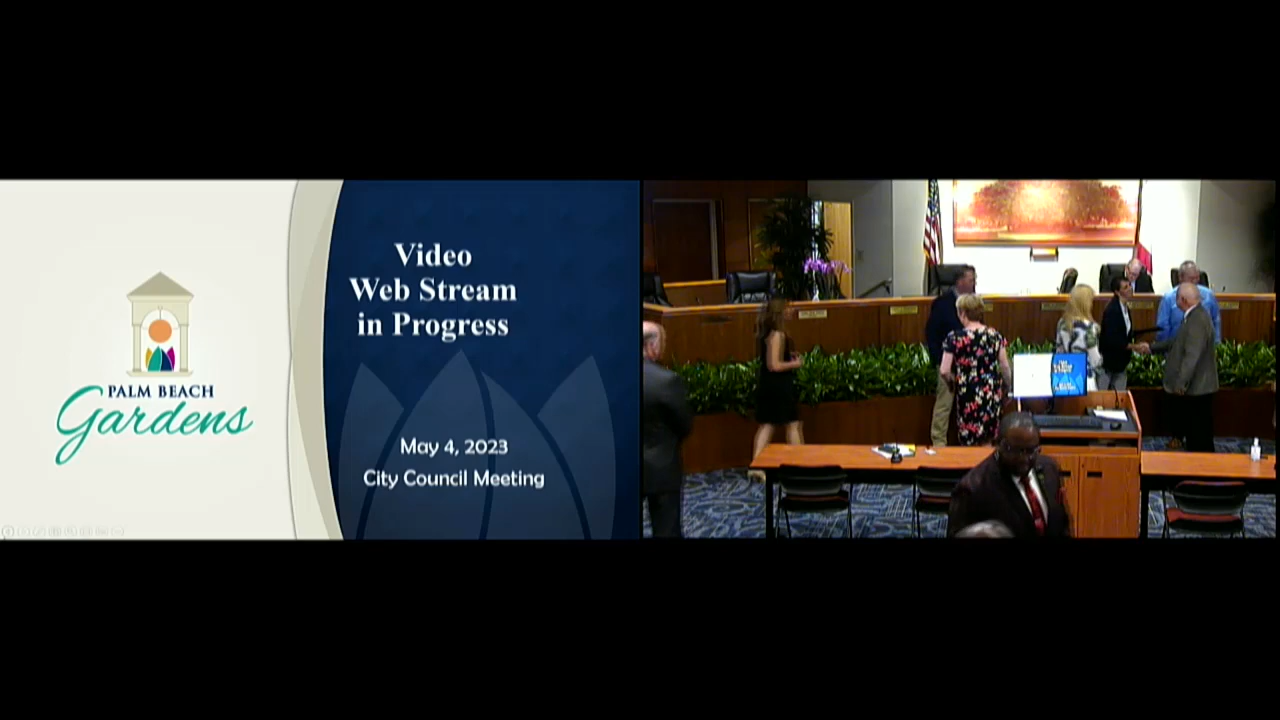 Video
Web Stream
in Progress
PALM BEACH
Gardens
May 4, 2023
City Council Meeting